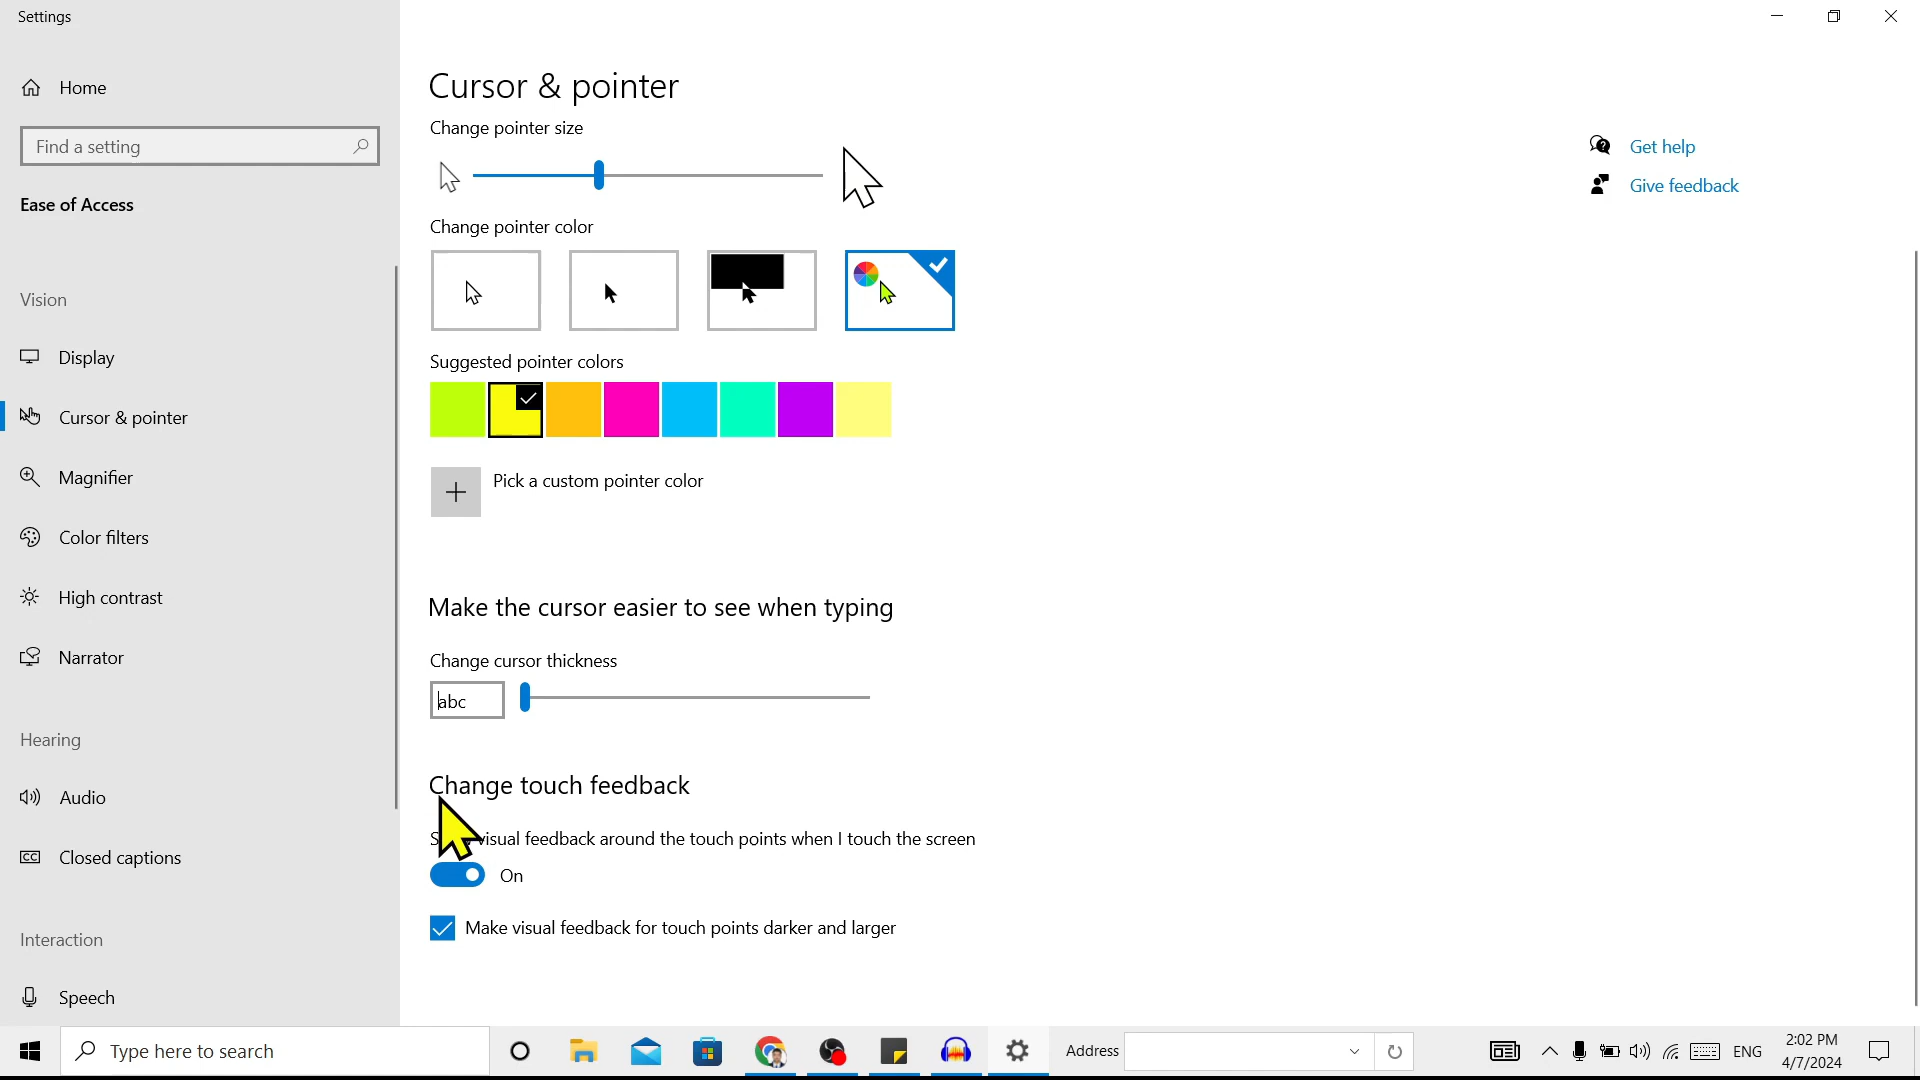 Settings
Home
Find a setting
Ease of Access
Vision
Display
Cursor & pointer
Magnifier
Color filters
High contrast
Narrator
Hearing
Audio
Closed captions
Interaction
Speech
Cursor & pointer
Change pointer size
Change pointer color
Suggested pointer colors
Pick a custom pointer color
Make the cursor easier to see when typing
Change cursor thickness
abc
Change touch feedback
visual feedback around the touch points when I touch the screen
On
Make visual feedback for touch points darker and larger
Get help
Give feedback
Type here to search
Address
ENG
2:02 PM
4/7/2024